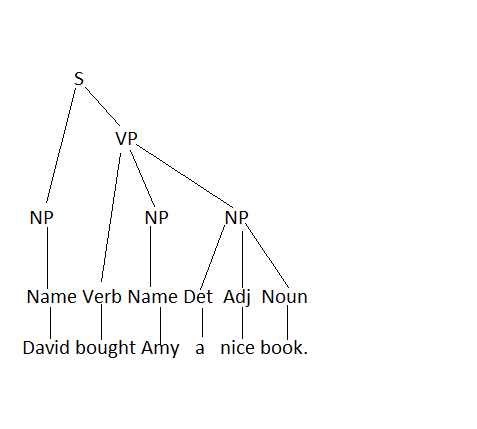 S
VP
NP NP NP
Name Verb Name Det Adj Noun
David bought Amy a nice book.